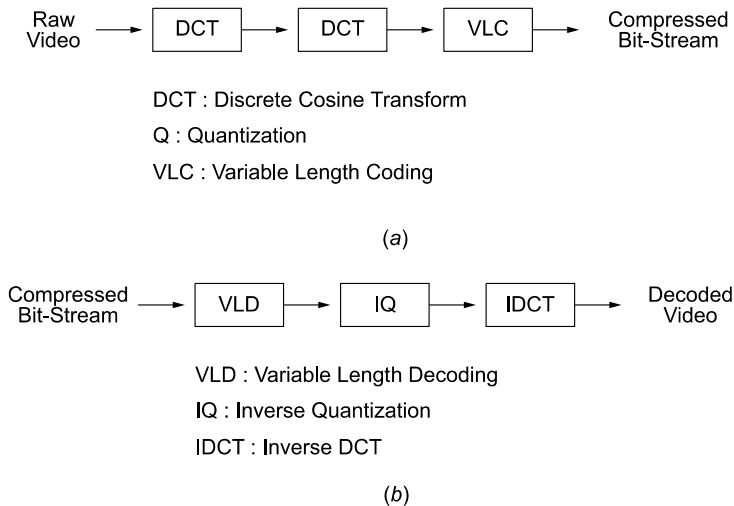 Raw
Video
DCT
DCT
VLC
Compressed
Bit-Stream
DCT : Discrete Cosine Transform
Q : Quantization
VLC : Variable Length Coding
(a)
Compressed
Bit-Stream
VLD
IQ
IDCT
Decoded
Video
VLD : Variable Length Decoding
IQ : Inverse Quantization
IDCT : Inverse DCT
(b)